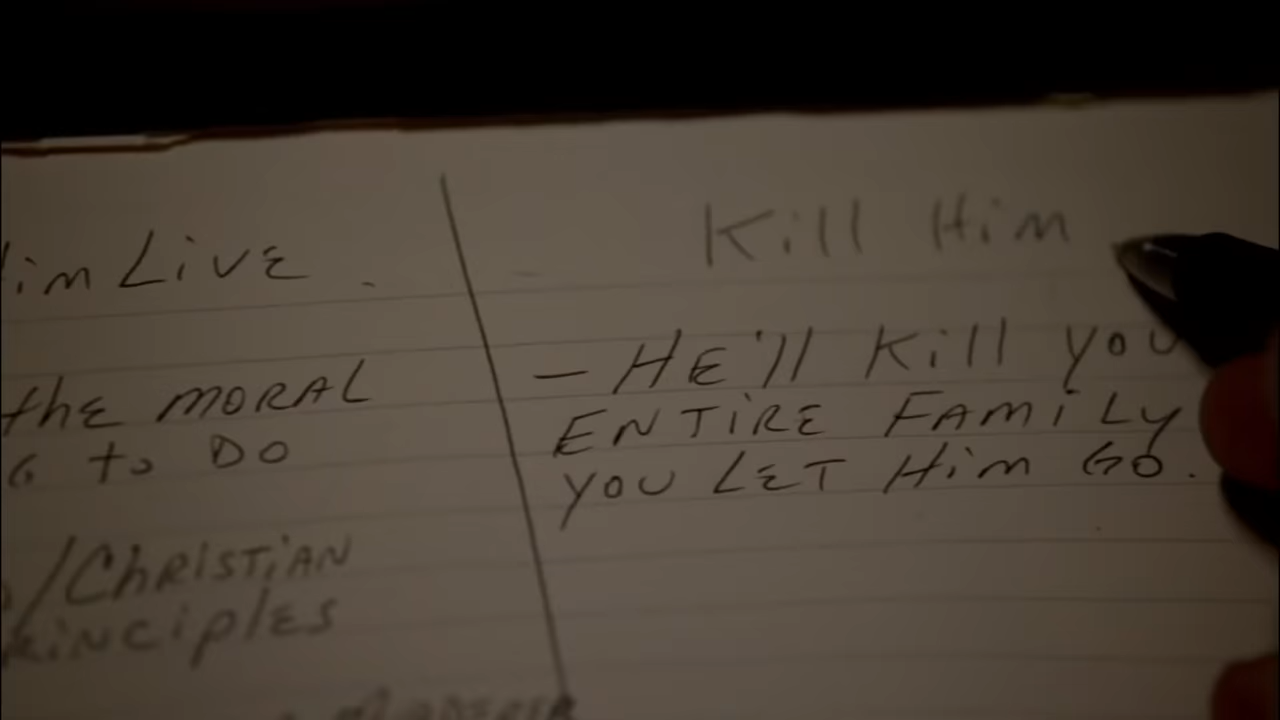 im Live.
the MORAL
G to Do
/ChRISTiAN
RiNCiplES
Kill Him
- HE'll Kill you
ENTiRE FAMiLy
you LET Him GO.